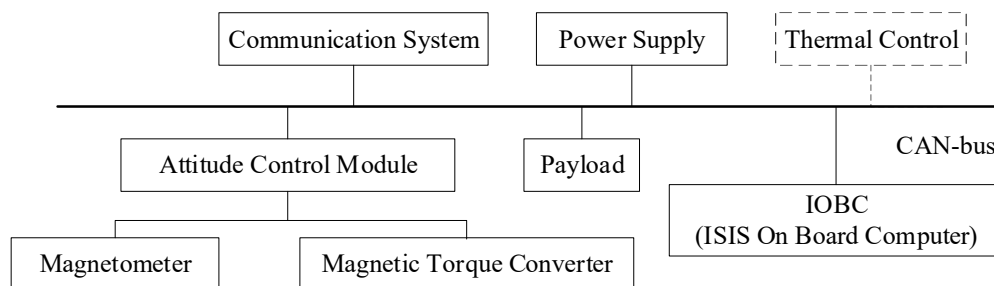 Communication System
Power Supply
Thermal Control
Attitude Control Module
Payload
CAN-bus
IOBC
(ISIS On Board Computer)
Magnetometer
Magnetic Torque Converter